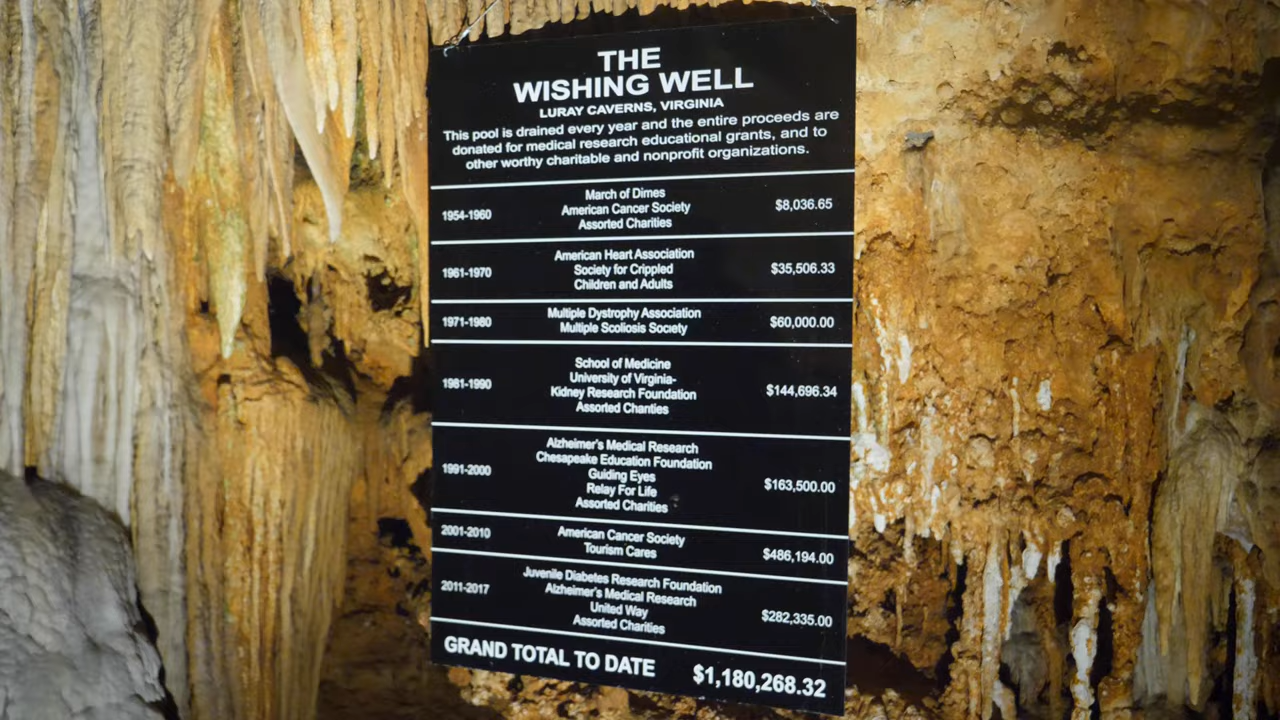 THE
WISHING WELL
LURAY CAVERNS, VIRGINIA
This pool is drained every year and the entire proceeds are
donated for medical research educational grants, and to
other worthy charitable and nonprofit organizations.
1954-1960
March of Dimes
American Cancer Society
Assorted Charities
$8,036.65
1961-1970
American Heart Association
Society for Crippled
Children and Adults
$35,506.33
1971-1980
Multiple Dystrophy Association
Multiple Scoliosis Society
$60,000.00
1981-1990
School of Medicine
University of Virginia-
Kidney Research Foundation
Assorted Chanties
$144,696.34
1991-2000
Alzheimer's Medical Research
Chesapeake Education Foundation
Guiding Eyes
Relay For Life
Assorted Charities
$163,500.00
2001-2010
American Cancer Society
Tourism Cares
$486,194.00
2011-2017
Juvenile Diabetes Research Foundation
Alzheimer's Medical Research
United Way
Assorted Charities
$282,335.00
GRAND TOTAL TO DATE $1,180,268.32